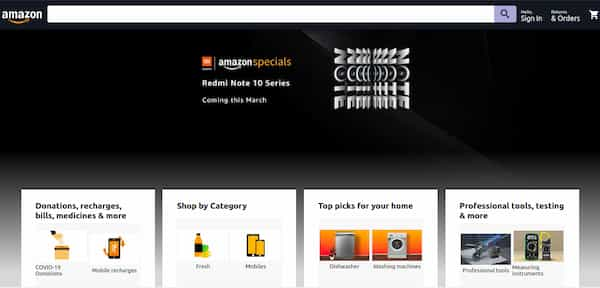 amazon
Hello,
Sign In
Returns
& Orders
amazonspecials
Redmi Note 10 Series
Coming this March
Donations, recharges,
bills, medicines & more
COVID-19
Donations
Mobile recharges
Shop by Category
Fresh
Mobiles
Top picks for your home
Dishwasher
Washing machines
Professional tools, testing
& more
Professional tools
Measuring
instruments